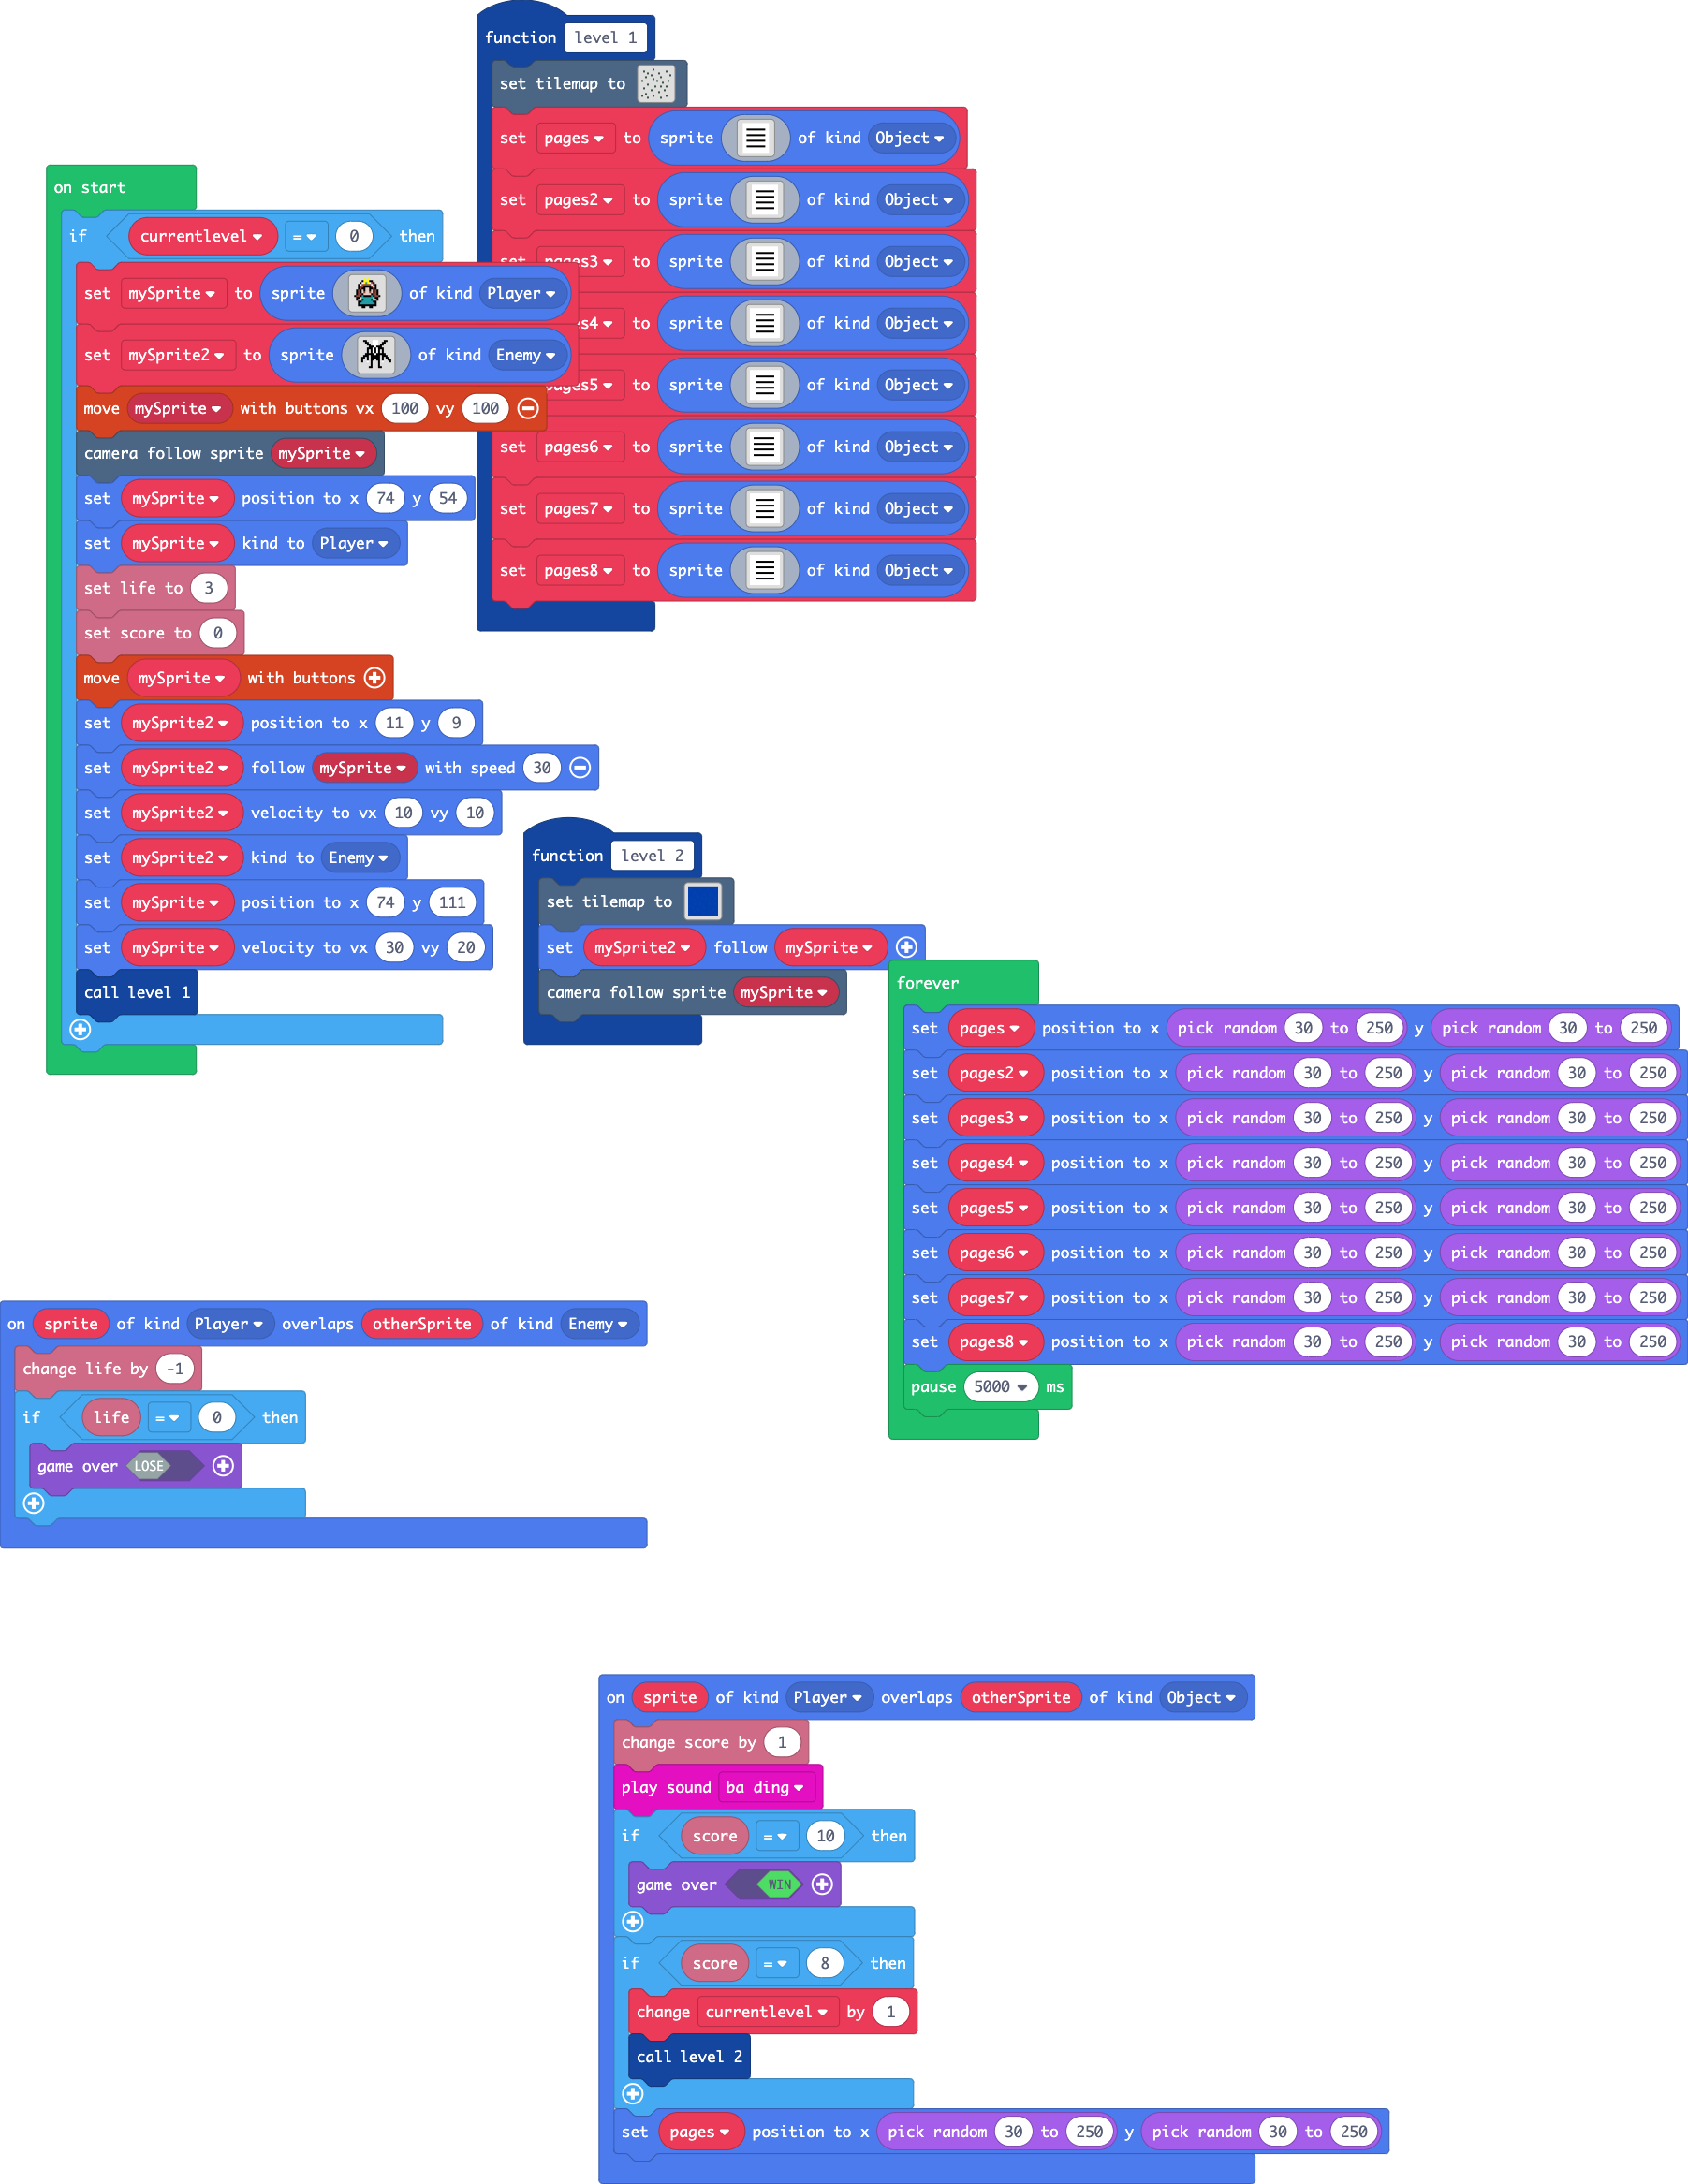 function level 1
set tilemap to
set pages to sprite of kind Object
set pages2 to sprite of kind Object
to sprite of kind Object
to sprite of kind Object
to sprite of kind Object
set pages6 to sprite of kind Object
set pages7 to sprite of kind Object
set pages8 to sprite of kind Object
on start
if currentlevel = 0 then
set mySprite to sprite of kind Player
set mySprite2 to sprite of kind Enemy
move mySprite with buttons vx 100 vy 100
camera follow sprite mySprite
set mySprite position to x 74 y 54
set mySprite kind to Player
set life to 3
set score to 0
move mySprite with buttons
set mySprite2 position to x 11 y 9
set mySprite2 follow mySprite with speed 30
set mySprite2 velocity to vx 10 vy 10
set mySprite2 kind to Enemy
set mySprite position to x 74 y 111
set mySprite velocity to vx 30 vy 20
call level 1
function level 2
set tilemap to
set mySprite2 follow mySprite
camera follow sprite mySprite
forever
set pages position to x pick random 30 to 250 y pick random 30 to 250
set pages2 position to x pick random 30 to 250 y pick random 30 to 250
set pages3 position to x pick random 30 to 250 y pick random 30 to 250
set pages4 position to x pick random 30 to 250 y pick random 30 to 250
set pages5 position to x pick random 30 to 250 y pick random 30 to 250
set pages6 position to x pick random 30 to 250 y pick random 30 to 250
set pages7 position to x pick random 30 to 250 y pick random 30 to 250
set pages8 position to x pick random 30 to 250 y pick random 30 to 250
pause 5000 ms
on sprite of kind Player overlaps otherSprite of kind Enemy
change life by -1
if life = 0 then
game over LOSE
on sprite of kind Player overlaps otherSprite of kind Object
change score by 1
play sound ba ding
if score = 10 then
game over WIN
if score = 8 then
change currentlevel by 1
call level 2
set pages position to x pick random 30 to 250 y pick random 30 to 250